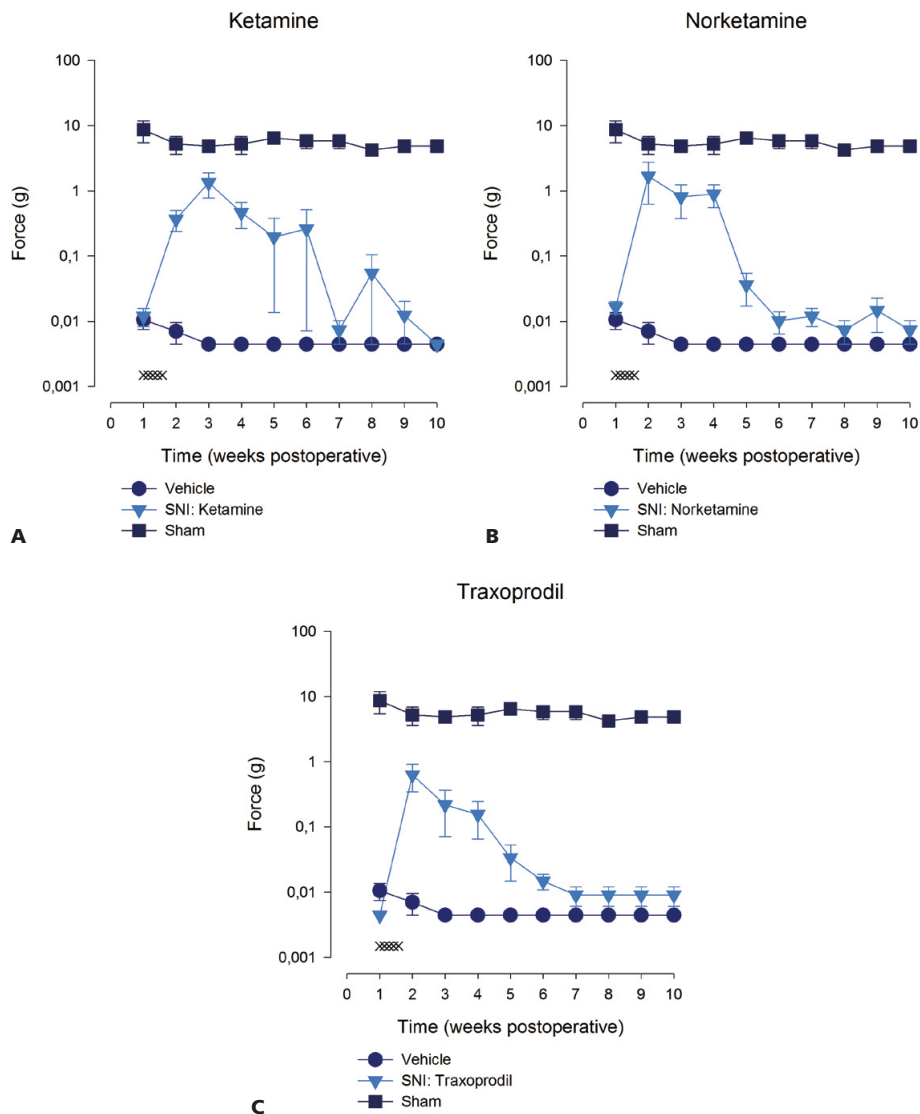 Ketamine
100
10
1
0,1
0,01
0,001
Force (g)
0 1 2 3 4 5 6 7 8 9 10
Time (weeks postoperative)
Vehicle
SNI: Ketamine
Sham
A
Norketamine
100
10
1
0,1
0,01
0,001
Force (g)
0 1 2 3 4 5 6 7 8 9 10
Time (weeks postoperative)
Vehicle
SNI: Norketamine
Sham
B
Traxoprodil
100
10
1
0,1
0,01
0,001
Force (g)
0 1 2 3 4 5 6 7 8 9 10
Time (weeks postoperative)
Vehicle
SNI: Traxoprodil
Sham
C